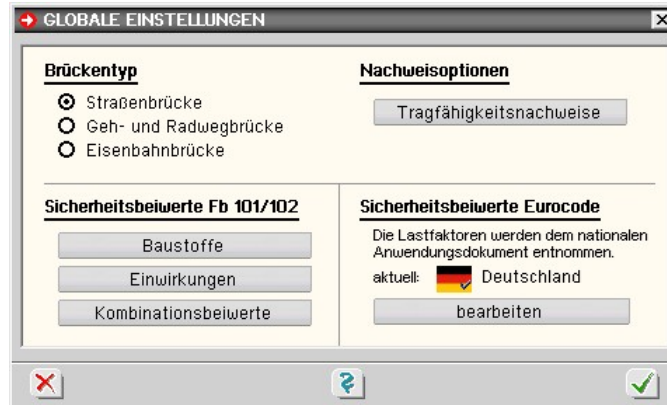 GLOBALE EINSTELLUNGEN
Brückentyp
Straßenbrücke
Geh- und Radwegbrücke
Eisenbahnbrücke
Nachweisoptionen
Tragfähigkeitsnachweise
Sicherheitsbeiwerte Fb 101/102
Baustoffe
Einwirkungen
Kombinationsbeiwerte
Sicherheitsbeiwerte Eurocode
Die Lastfaktoren werden dem nationalen
Anwendungsdokument entnommen.
aktuell: Deutschland
bearbeiten